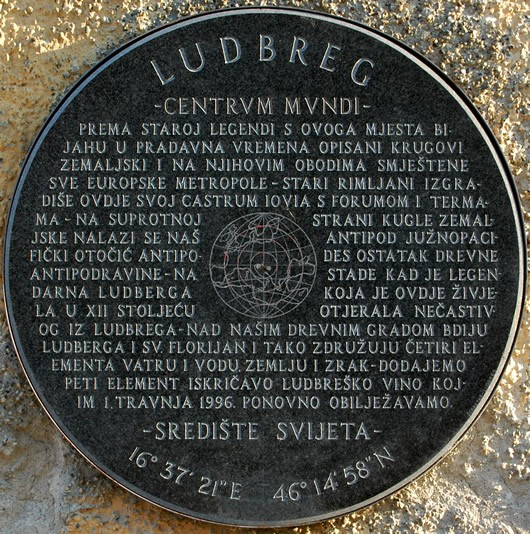 LUDBREG
-CENTRVM MVNDI-
PREMA STAROJ LEGENDI S OVOGA MJESTA BI-
JAHU U PRADAVNA VREMENA OPISANI KRUGOVI
ZEMALJSKI I NA NJIHOVIM OBODIMA SMJEŠTENE
SVE EUROPSKE METROPOLE-STARI RIMLJANI IZGRA-
DIŠE OVDJE SVOJ CASTRUM IOVIA S FORUMOM I TERMA-
MA-NA SUPROTNOJ STRANI KUGLE ZEMAL-
JSKE NALAZI SE NAŠ ANTIPOD JUŽNOPACI-
FIČKI OTOČIĆ ANTIPO- DES OSTATAK DREVNE
ANTIPODRAVINE-NA STADE KAD JE LEGEN-
DARNA LUDBERGA KOJA JE OVDJE ŽIVJE-
LA U XII STOLJEĆU OTJERALA NEČASTIV-
OG IZ LUDBREGA-NAD NAŠIM DREVNIM GRADOM BDIJU
LUDBERGA I SV. FLORIJAN I TAKO ZDRUŽUJU ČETIRI EL-
EMENTA VATRU I VODU, ZEMLJU I ZRAK-DODAJEMO
PETI ELEMENT ISKRIČAVO LUDBREŠKO VINO KOJ-
IM 1. TRAVNJA 1996. PONOVNO OBILJEŽAVAMO.
-SREDIŠTE SVIJETA-
16° 37' 21" E 46° 14' 58" N